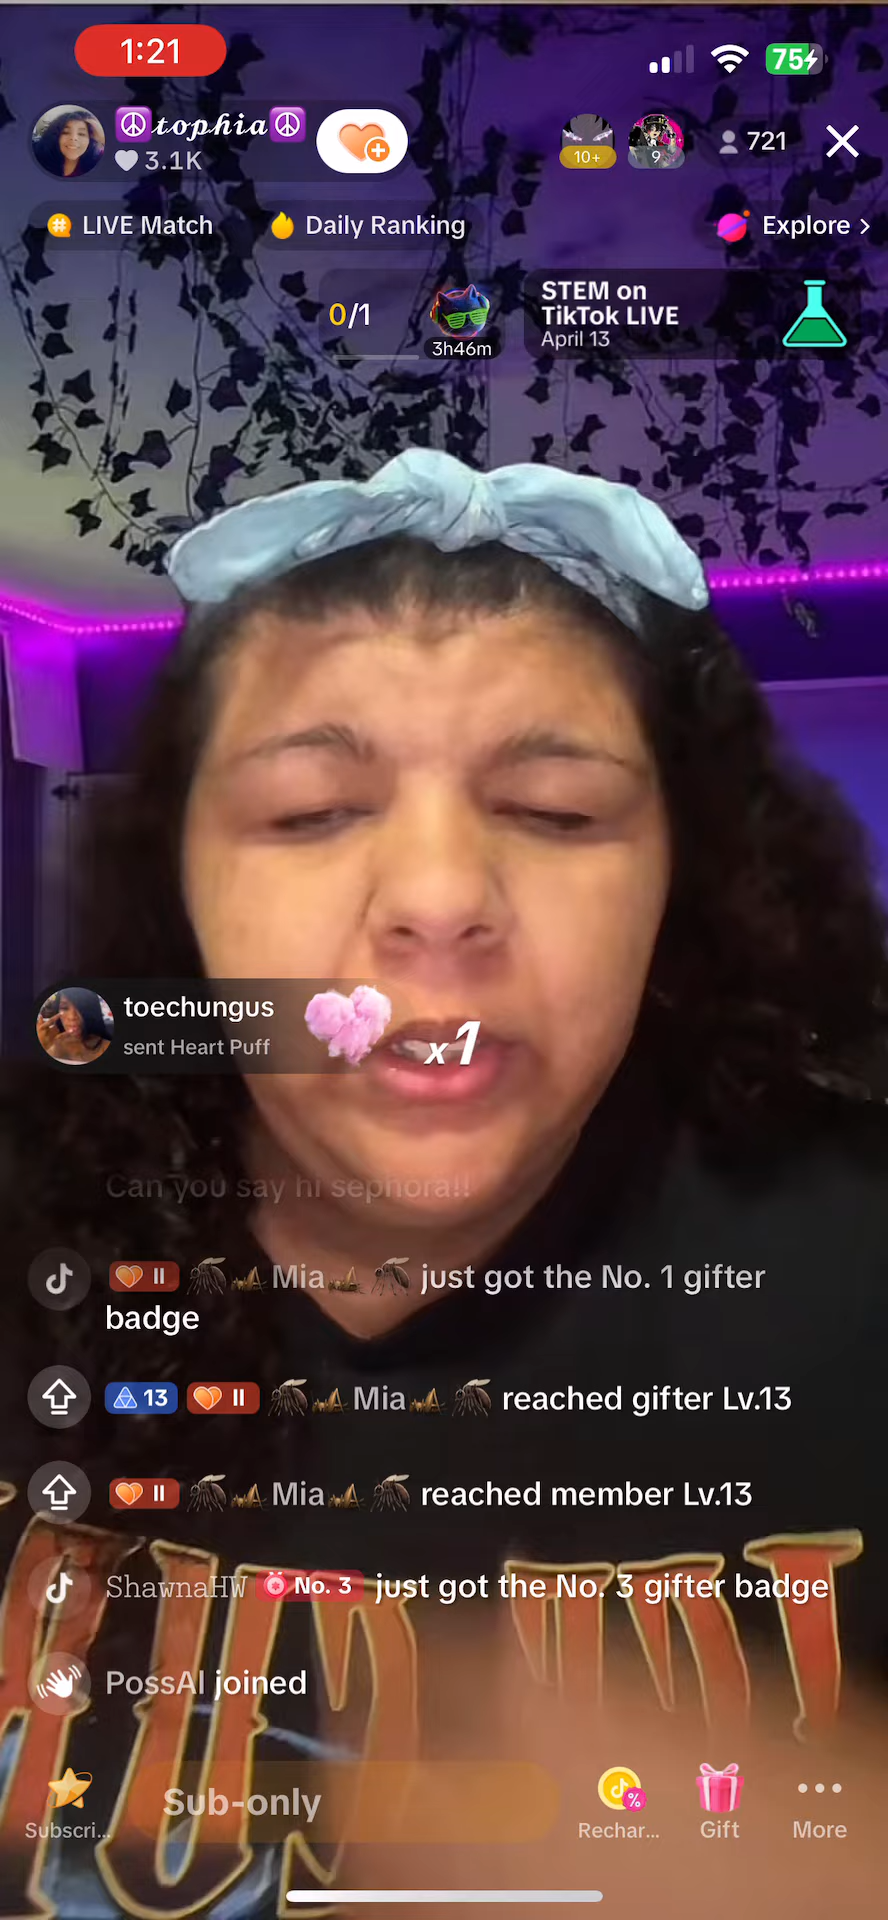 1:21
75
☮tophia☮
3.1K
10+
9
721
LIVE Match
Daily Ranking
Explore >
0/1
3h46m
STEM on
TikTok LIVE
April 13
toechungus
sent Heart Puff
x1
Can you say hi sephora!!
II Mia just got the No. 1 gifter
badge
13 II Mia reached gifter Lv.13
II Mia reached member Lv.13
ShawnaHW No. 3 just got the No. 3 gifter badge
PossAl joined
Subscri...
Sub-only
Rechar...
Gift
More